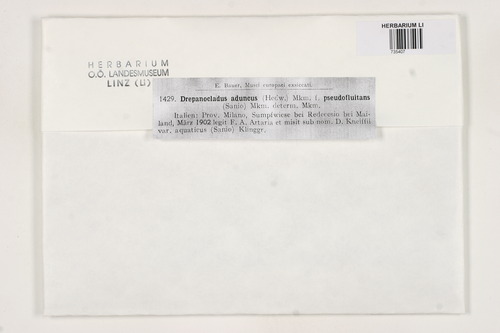 HERBARIUM LI
735407
HERBARIUM
O.Ö. LANDESMUSEUM
LINZ (LI)
E. Bauer, Musci europaei exsiccati.
1429. Drepanocladus aduncus (Hedw.) Mkm. f. pseudofluitans
(Sanio) Mkm. determ. Mkm.
Italien: Prov. Milano, Sumpfwiese bei Redecesio bei Mai-
land, März 1902 legit F. A. Artaria et misit sub nom. D. Kneiffii
var. aquaticus (Sanio) Klinggr.